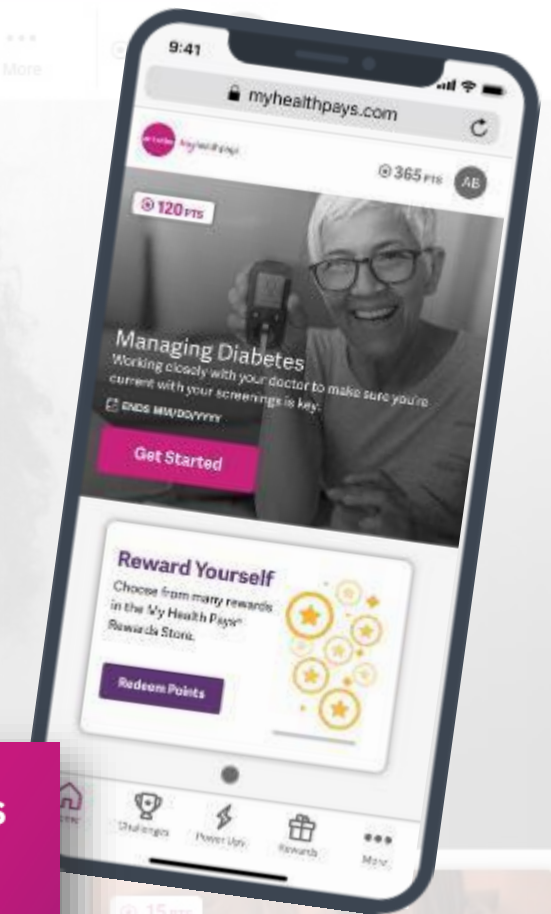 More
9:41
myhealthpays.com
365 PTS
AB
120 PTS
Managing Diabetes
Working closely with your doctor to make sure you're
current with your screenings is key.
ENDS MM/DD/YYYY
Get Started
Reward Yourself
Choose from many rewards
in the My Health Pays®
Rewards Store.
Redeem Points
Challenges
Power Ups
Rewards
More
15 PTS